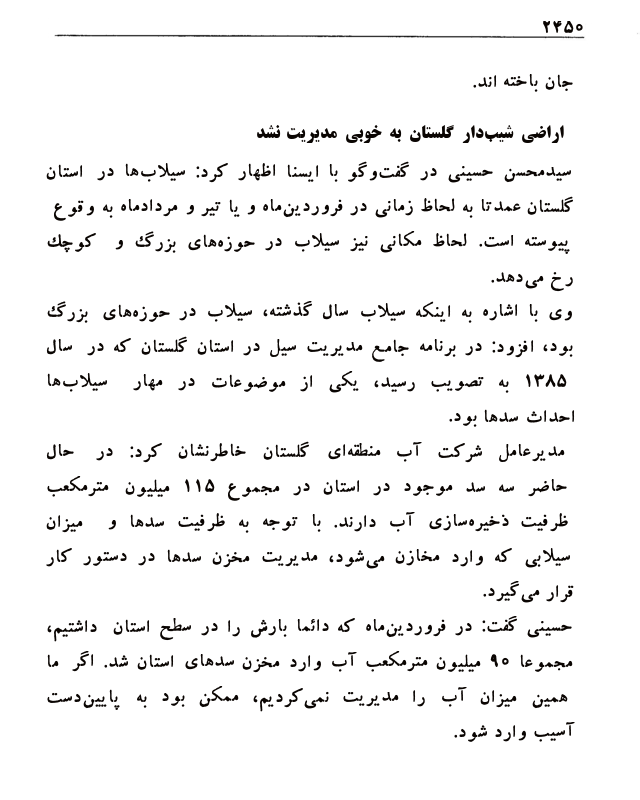 ۲۴۵۰
جان باخته اند.
اراضی شیب‌دار گلستان به خوبی مدیریت نشد
سیدمحسن حسینی در گفت‌وگو با ایسنا اظهار کرد: سیلاب‌ها در استان
گلستان عمدتا به لحاظ زمانی در فروردین‌ماه و یا تیر و مردادماه به وقوع
پیوسته است. لحاظ مکانی نیز سیلاب در حوزه‌های بزرگ و کوچک
رخ می‌دهد.
وی با اشاره به اینکه سیلاب سال گذشته، سیلاب در حوزه‌های بزرگ
بود، افزود: در برنامه جامع مدیریت سیل در استان گلستان که در سال
۱۳۸۵ به تصویب رسید، یکی از موضوعات در مهار سیلاب‌ها
احداث سدها بود.
مدیرعامل شرکت آب منطقه‌ای گلستان خاطرنشان کرد: در حال
حاضر سه سد موجود در استان در مجموع ۱۱۵ میلیون مترمکعب
ظرفیت ذخیره‌سازی آب دارند. با توجه به ظرفیت سدها و میزان
سیلابی که وارد مخازن می‌شود، مدیریت مخزن سدها در دستور کار
قرار می‌گیرد.
حسینی گفت: در فروردین‌ماه که دائما بارش را در سطح استان داشتیم،
مجموعا ۹۰ میلیون مترمکعب آب وارد مخزن سدهای استان شد. اگر ما
همین میزان آب را مدیریت نمی‌کردیم، ممکن بود به پایین‌دست
آسیب وارد شود.